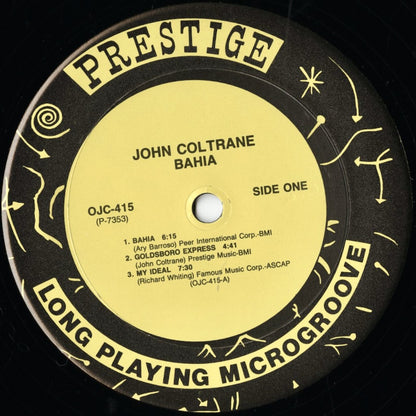 PRESTIGE
JOHN COLTRANE
BAHIA
OJC-415
(P-7353)
SIDE ONE
1. BAHIA 6:15
(Ary Barroso) Peer International Corp.-BMI
2. GOLDSBORO EXPRESS 4:41
(John Coltrane) Prestige Music-BMI
3. MY IDEAL 7:30
(Richard Whiting) Famous Music Corp.-ASCAP
(OJC-415-A)
LONG PLAYING MICROGROOVE